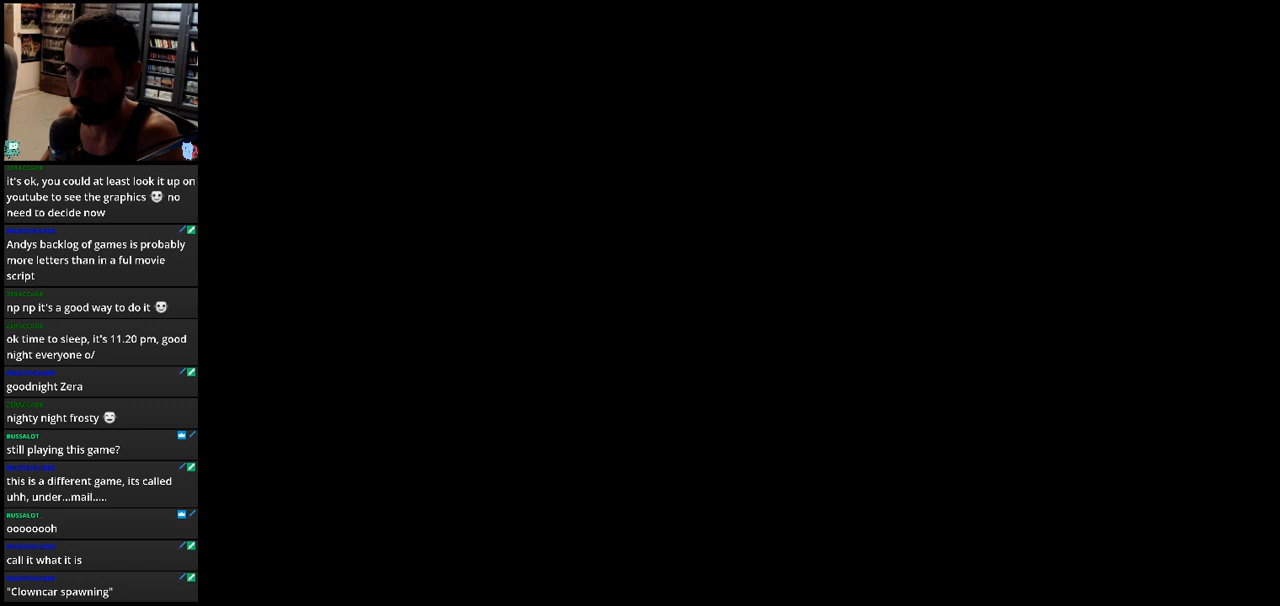 it's ok, you could at least look it up on
youtube to see the graphics no
need to decide now
Andys backlog of games is probably
more letters than in a ful movie
script
np np it's a good way to do it
ok time to sleep, it's 11.20 pm, good
night everyone o/
goodnight Zera
nighty night frosty
RUSSALOT
still playing this game?
this is a different game, its called
uhh, under...mail.....
RUSSALOT
oooooooh
call it what it is
"Clowncar spawning"